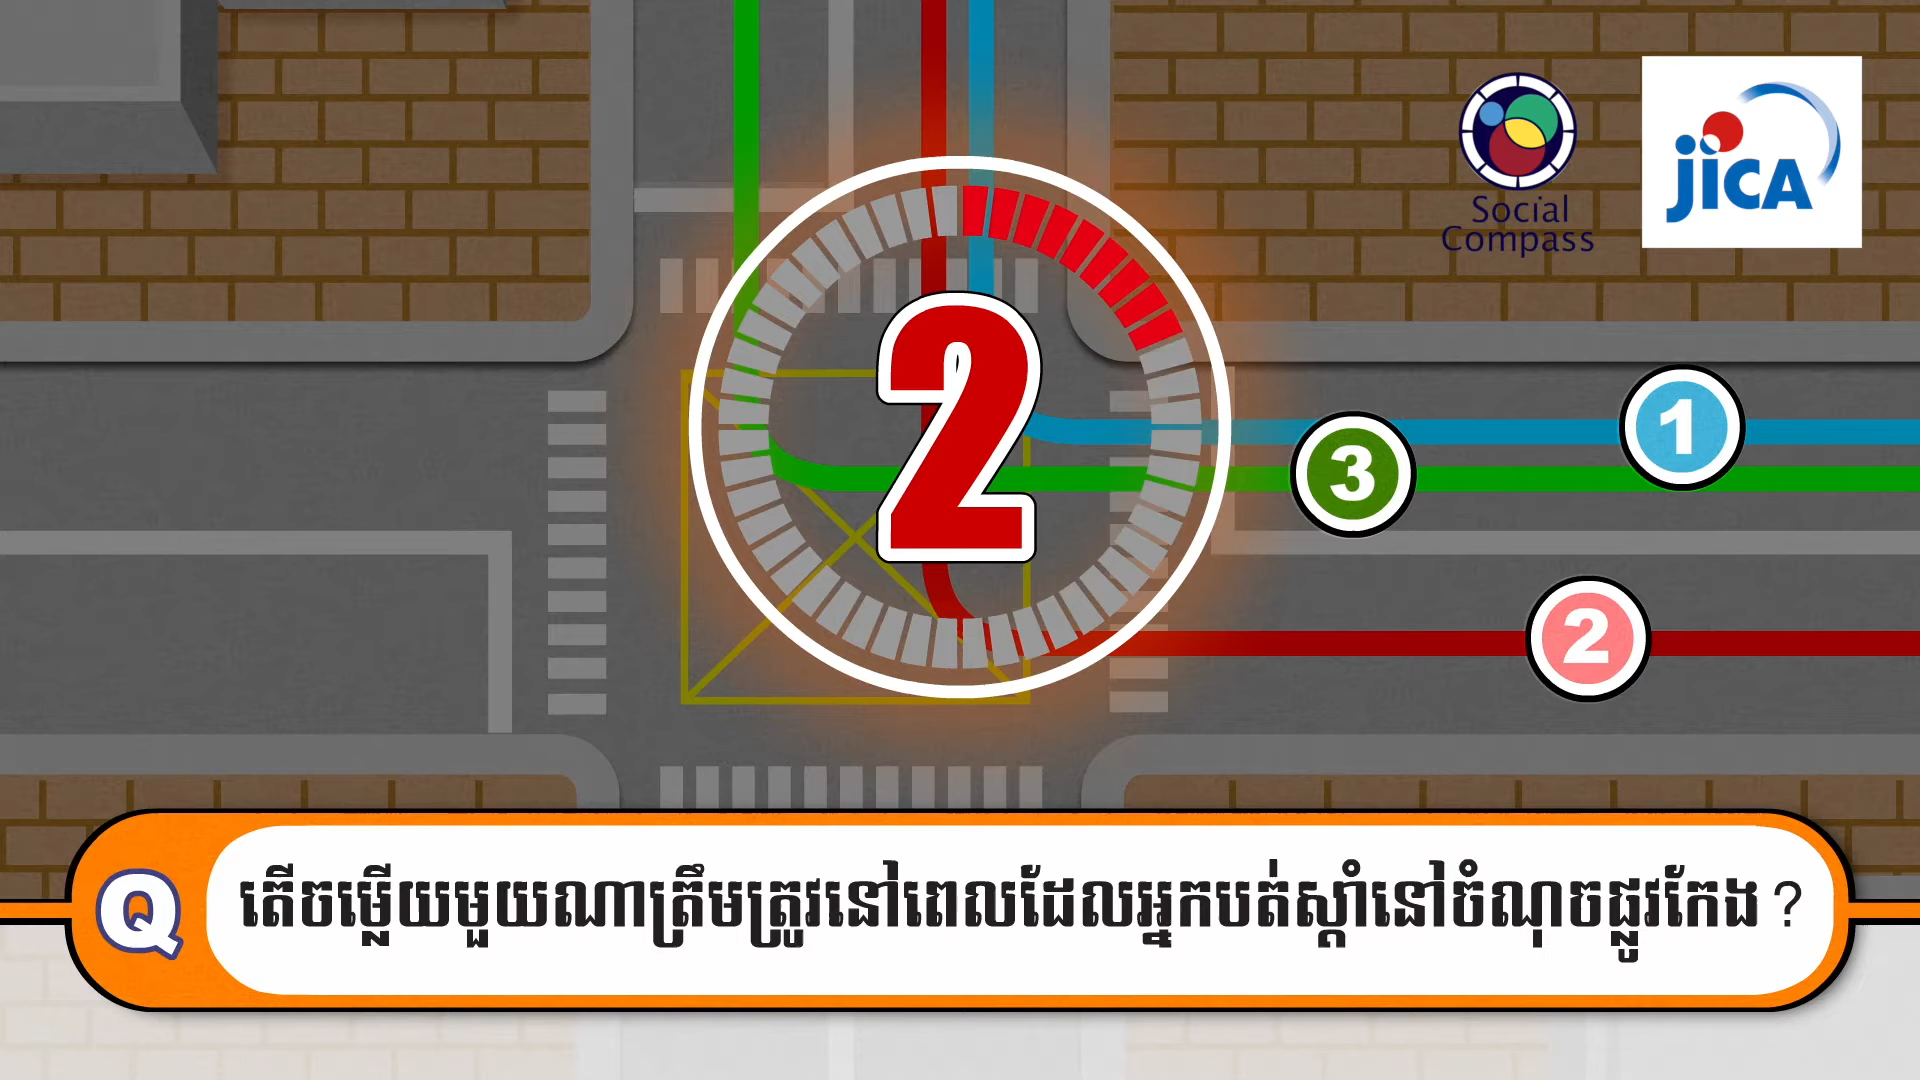 Social
Compass
jica
2
1
3
2
Q
តើចម្លើយមួយណាត្រឹមត្រូវនៅពេលដែលអ្នកបត់ស្តាំនៅចំណុចផ្លូវកែង ?